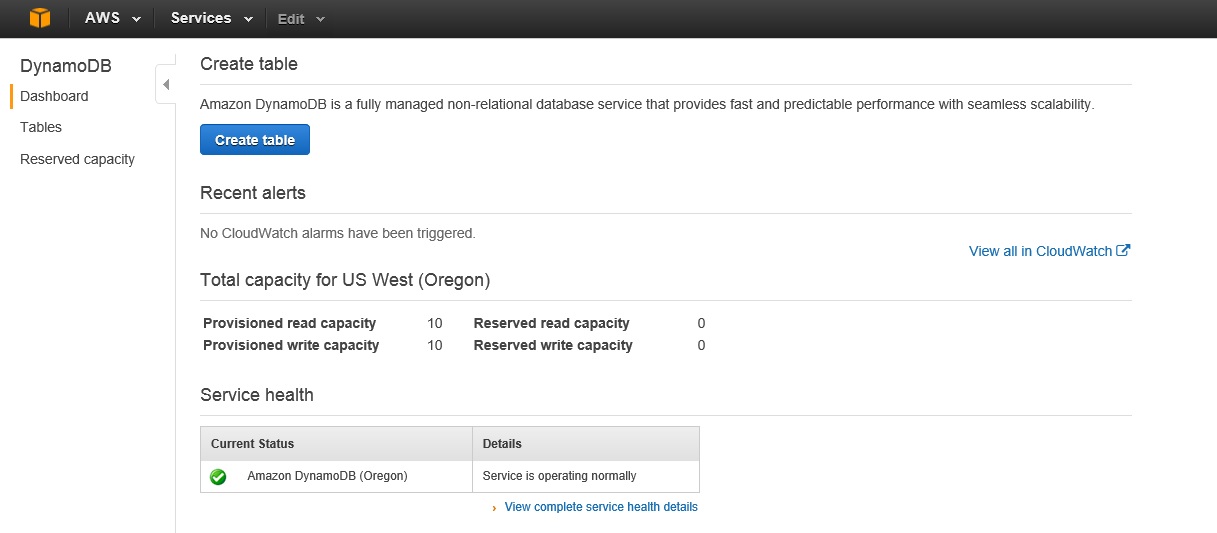 AWS Services Edit
DynamoDB
Dashboard
Tables
Reserved capacity
Create table
Amazon DynamoDB is a fully managed non-relational database service that provides fast and predictable performance with seamless scalability.
Create table
Recent alerts
No CloudWatch alarms have been triggered.
View all in CloudWatch
Total capacity for US West (Oregon)
Provisioned read capacity 10 Reserved read capacity 0
Provisioned write capacity 10 Reserved write capacity 0
Service health
Current Status Details
Amazon DynamoDB (Oregon) Service is operating normally
› View complete service health details